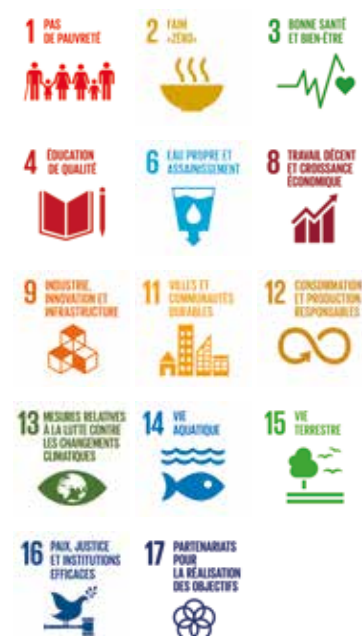 1 PAS
DE PAUVRETÉ
2 FAIM
«ZÉRO»
3 BONNE SANTÉ
ET BIEN-ÊTRE
4 ÉDUCATION
DE QUALITÉ
6 EAU PROPRE ET
ASSAINISSEMENT
8 TRAVAIL DÉCENT
ET CROISSANCE
ÉCONOMIQUE
9 INDUSTRIE,
INNOVATION ET
INFRASTRUCTURE
11 VILLES ET
COMMUNAUTÉS
DURABLES
12 CONSOMMATION
ET PRODUCTION
RESPONSABLES
13 MESURES RELATIVES
À LA LUTTE CONTRE
LES CHANGEMENTS
CLIMATIQUES
14 VIE
AQUATIQUE
15 VIE
TERRESTRE
16 PAIX, JUSTICE
ET INSTITUTIONS
EFFICACES
17 PARTENARIATS
POUR
LA RÉALISATION
DES OBJECTIFS